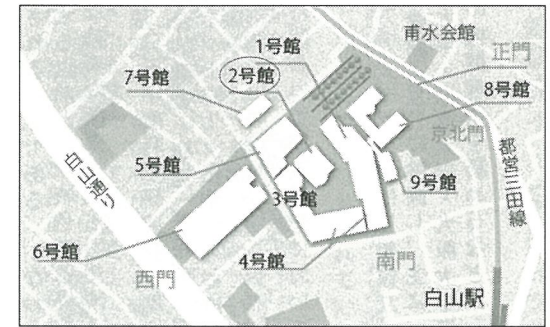 甫水会館
1号館
正門
7号館
2号館
8号館
京北門
都営三田線
白山通り
5号館
3号館
9号館
6号館
4号館
南門
西門
白山駅